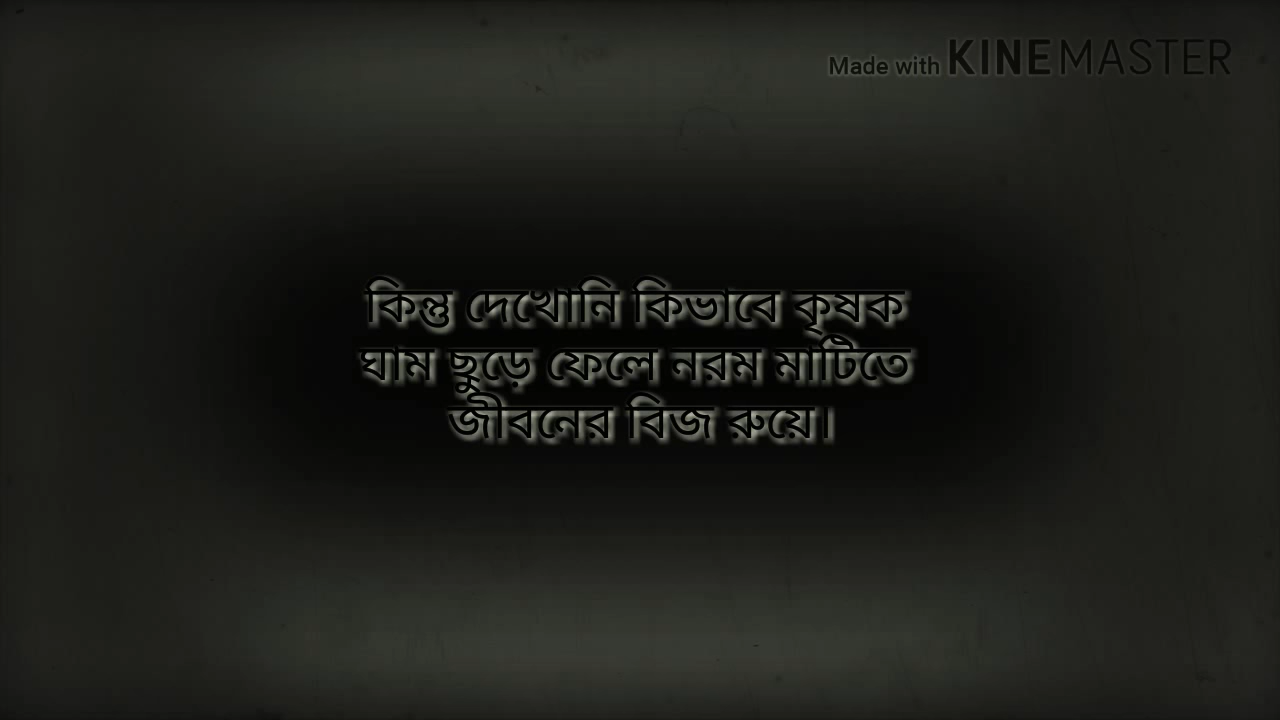 Made with KINEMASTER
কিন্তু দেখোনি কিভাবে কৃষক
ঘাম ছুড়ে ফেলে নরম মাটিতে
জীবনের বিজ রুয়ে।